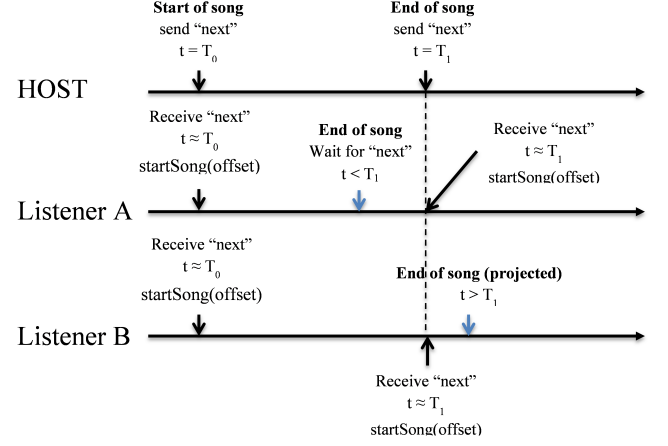 Start of song
send “next”
t = T0
End of song
send “next”
t = T1
HOST
Receive “next”
t ≈ T0
startSong(offset)
End of song
Wait for “next”
t < T1
Receive “next”
t ≈ T1
startSong(offset)
Listener A
Receive “next”
t ≈ T0
startSong(offset)
End of song (projected)
t > T1
Listener B
Receive “next”
t ≈ T1
startSong(offset)